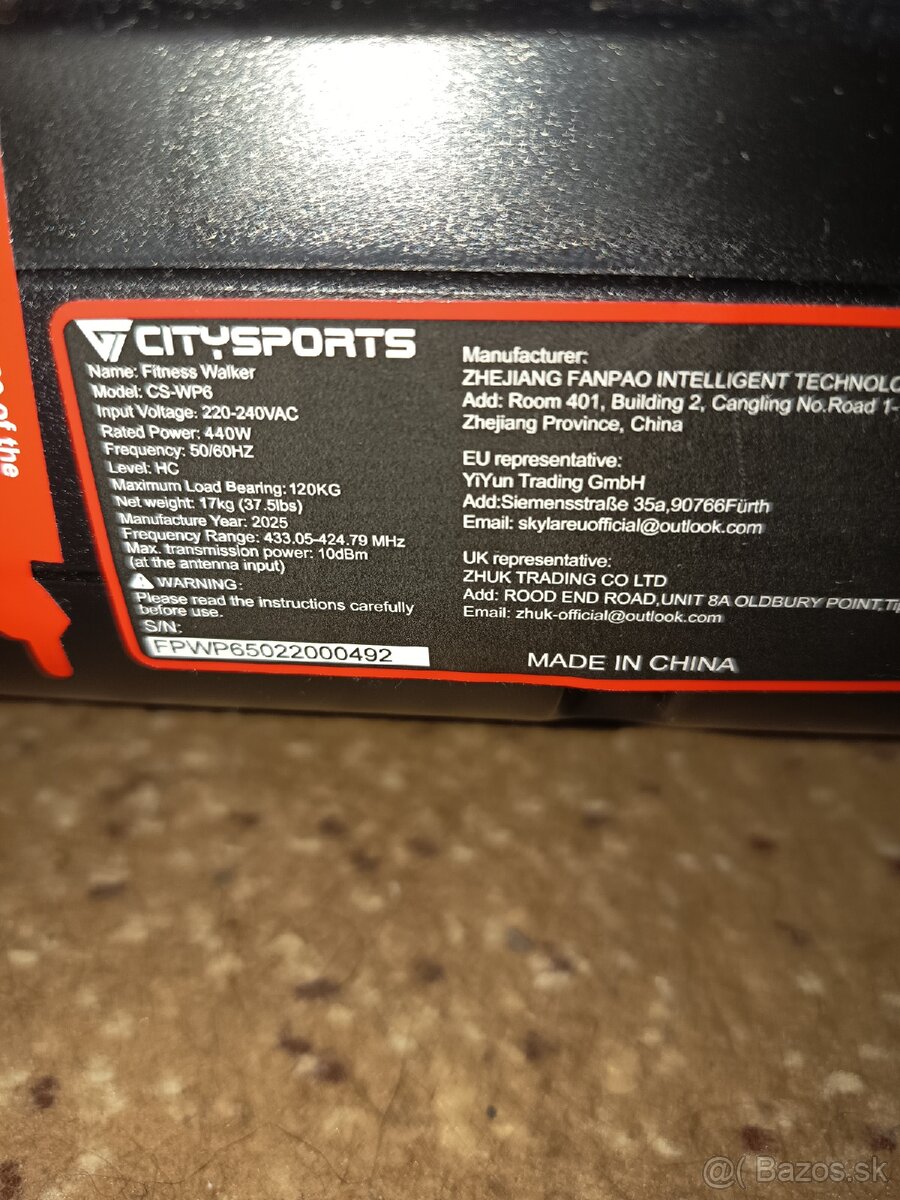 CITYSPORTS
Name: Fitness Walker
Model: CS-WP6
Input Voltage: 220-240VAC
Rated Power: 440W
Frequency: 50/60HZ
Level: HC
Maximum Load Bearing: 120KG
Net weight: 17kg (37.5lbs)
Manufacture Year: 2025
Frequency Range: 433.05-424.79 MHz
Max. transmission power: 10dBm
(at the antenna input)
WARNING:
Please read the instructions carefully
before use.
S/N:
FPWP65022000492
Manufacturer:
ZHEJIANG FANPAO INTELLIGENT TECHNOLO
Add: Room 401, Building 2, Cangling No.Road 1-
Zhejiang Province, China
EU representative:
YiYun Trading GmbH
Add:Siemensstraße 35a,90766Fürth
Email: skylareuofficial@outlook.com
UK representative:
ZHUK TRADING CO LTD
Add: ROOD END ROAD,UNIT 8A OLDBURY POINT,
Email: zhuk-official@outlook.com
MADE IN CHINA
of the
@( Bazos.sk